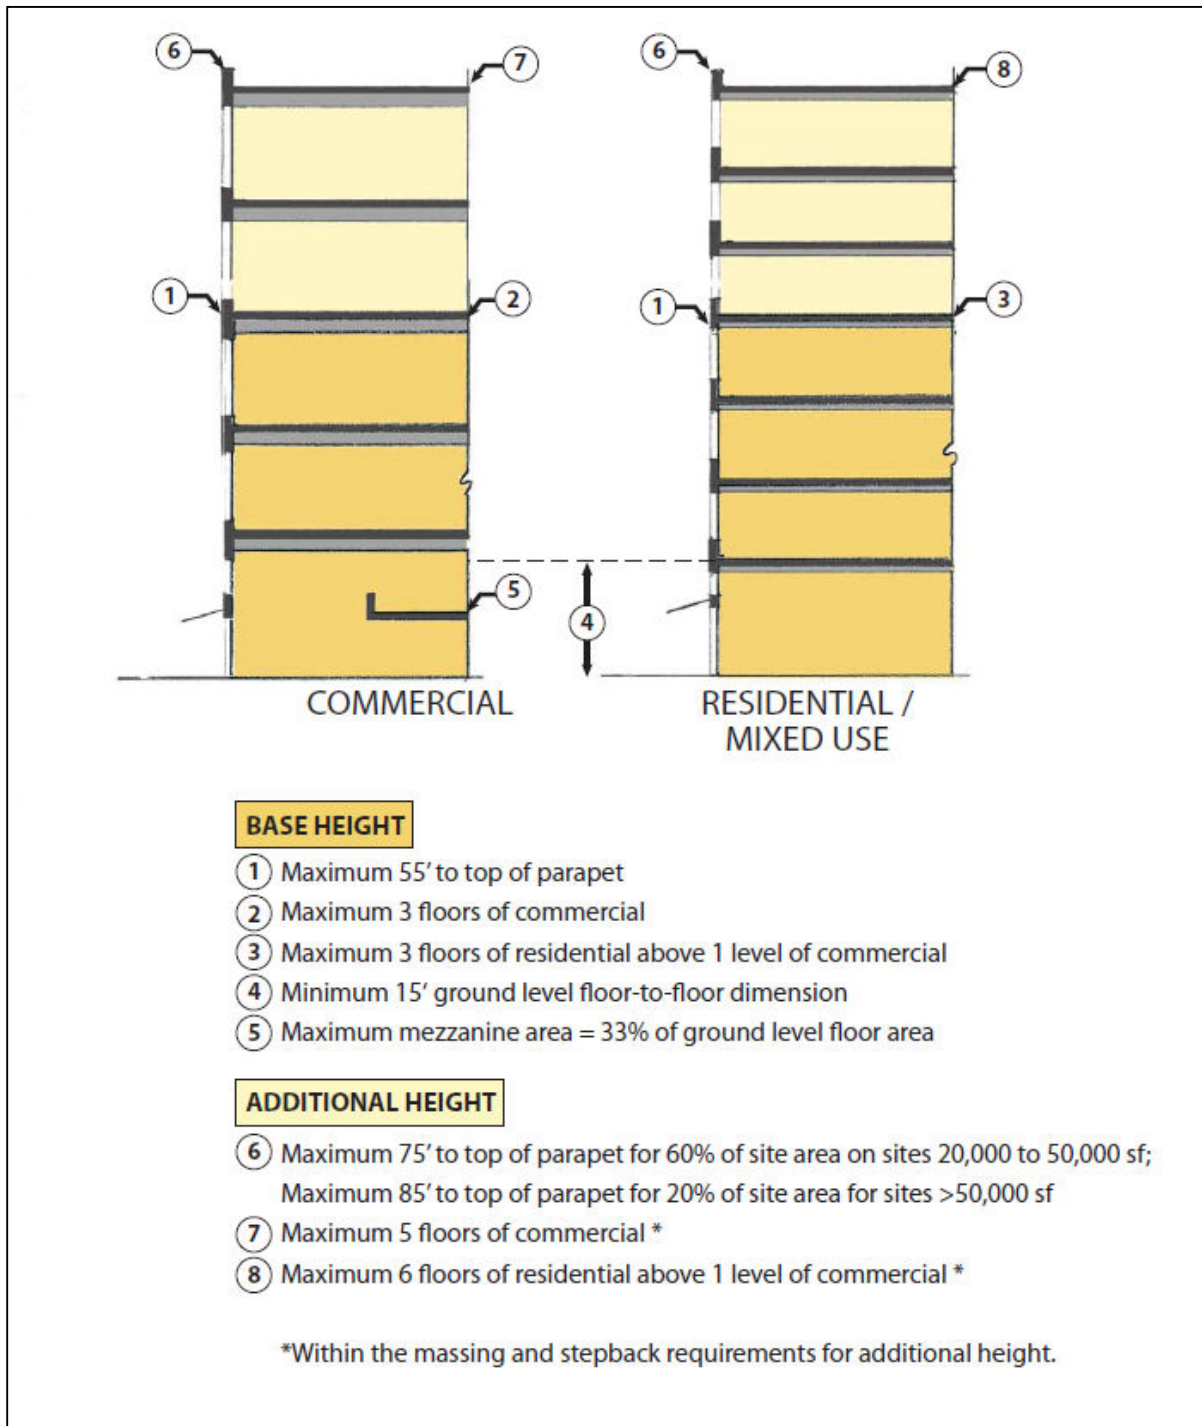 6
7
6
8
1
2
1
3
5
4
COMMERCIAL
RESIDENTIAL /
MIXED USE
BASE HEIGHT
1 Maximum 55′ to top of parapet
2 Maximum 3 floors of commercial
3 Maximum 3 floors of residential above 1 level of commercial
4 Minimum 15′ ground level floor-to-floor dimension
5 Maximum mezzanine area = 33% of ground level floor area
ADDITIONAL HEIGHT
6 Maximum 75′ to top of parapet for 60% of site area on sites 20,000 to 50,000 sf;
Maximum 85′ to top of parapet for 20% of site area for sites >50,000 sf
7 Maximum 5 floors of commercial *
8 Maximum 6 floors of residential above 1 level of commercial *
*Within the massing and stepback requirements for additional height.